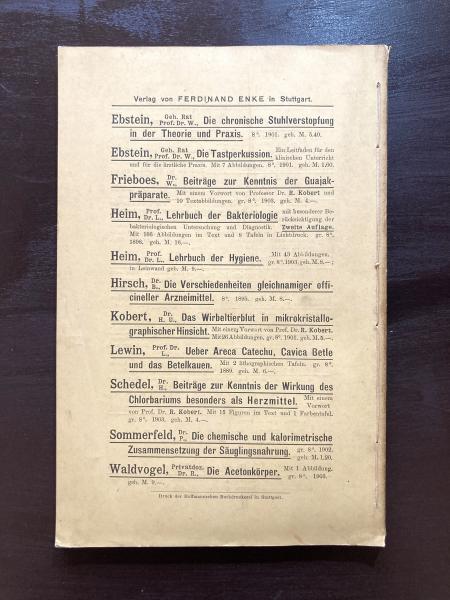 Verlag von FERDINAND ENKE in Stuttgart.
Ebstein, Geh. Rat Prof. Dr. W., Die chronische Stuhlverstopfung
in der Theorie und Praxis. 8°. 1901. geh. M. 5.40.
Ebstein, Geh. Rat Prof. Dr. W., Die Tastperkussion. Ein Leitfaden für den
klinischen Unterricht
und für die ärztliche Praxis. Mit 7 Abbildungen. 8°. 1901. geh. M. 1.60.
Frieboes, Dr. W., Beiträge zur Kenntnis der Guajak-
präparate. Mit einem Vorwort von Professor Dr. R. Kobert und
10 Textabbildungen. gr. 8°. 1903. geh. M. 4.—.
Heim, Prof. Dr. L., Lehrbuch der Bakteriologie mit besonderer Be-
rücksichtigung der
bakteriologischen Untersuchung und Diagnostik. Zweite Auflage.
Mit 166 Abbildungen im Text und 8 Tafeln in Lichtdruck. gr. 8°.
1898. geh. M. 16.—.
Heim, Prof. Dr. L., Lehrbuch der Hygiene. Mit 43 Abbildungen.
gr. 8°. 1903. geh. M. 8.—;
in Leinwand geb. M. 9.—.
Hirsch, Dr. B., Die Verschiedenheiten gleichnamiger offi-
cineller Arzneimittel. 8°. 1895. geh. M. 8.—.
Kobert, Dr. H. U., Das Wirbeltierblut in mikrokristallo-
graphischer Hinsicht. Mit einem Vorwort von Prof. Dr. R. Kobert.
Mit 26 Abbildungen. gr. 8°. 1901. geh. M. 5.—.
Lewin, Prof. Dr. L., Ueber Areca Catechu, Cavica Betle
und das Betelkauen. Mit 2 lithographischen Tafeln. gr. 8°.
1889. geh. M. 6.—.
Schedel, Dr. H., Beiträge zur Kenntnis der Wirkung des
Chlorbariums besonders als Herzmittel. Mit einem
Vorwort
von Prof. Dr. R. Kobert. Mit 15 Figuren im Text und 1 Farbentafel.
gr. 8°. 1903. geh. M. 4.—.
Sommerfeld, Dr. P., Die chemische und kalorimetrische
Zusammensetzung der Säuglingsnahrung. gr. 8°. 1902.
geh. M. 1.20.
Waldvogel, Privatdoz. Dr. R., Die Acetonkörper. Mit 1 Abbildung.
gr. 8°. 1903.
geh. M. 9.—.
Druck der Hoffmannschen Buchdruckerei in Stuttgart.